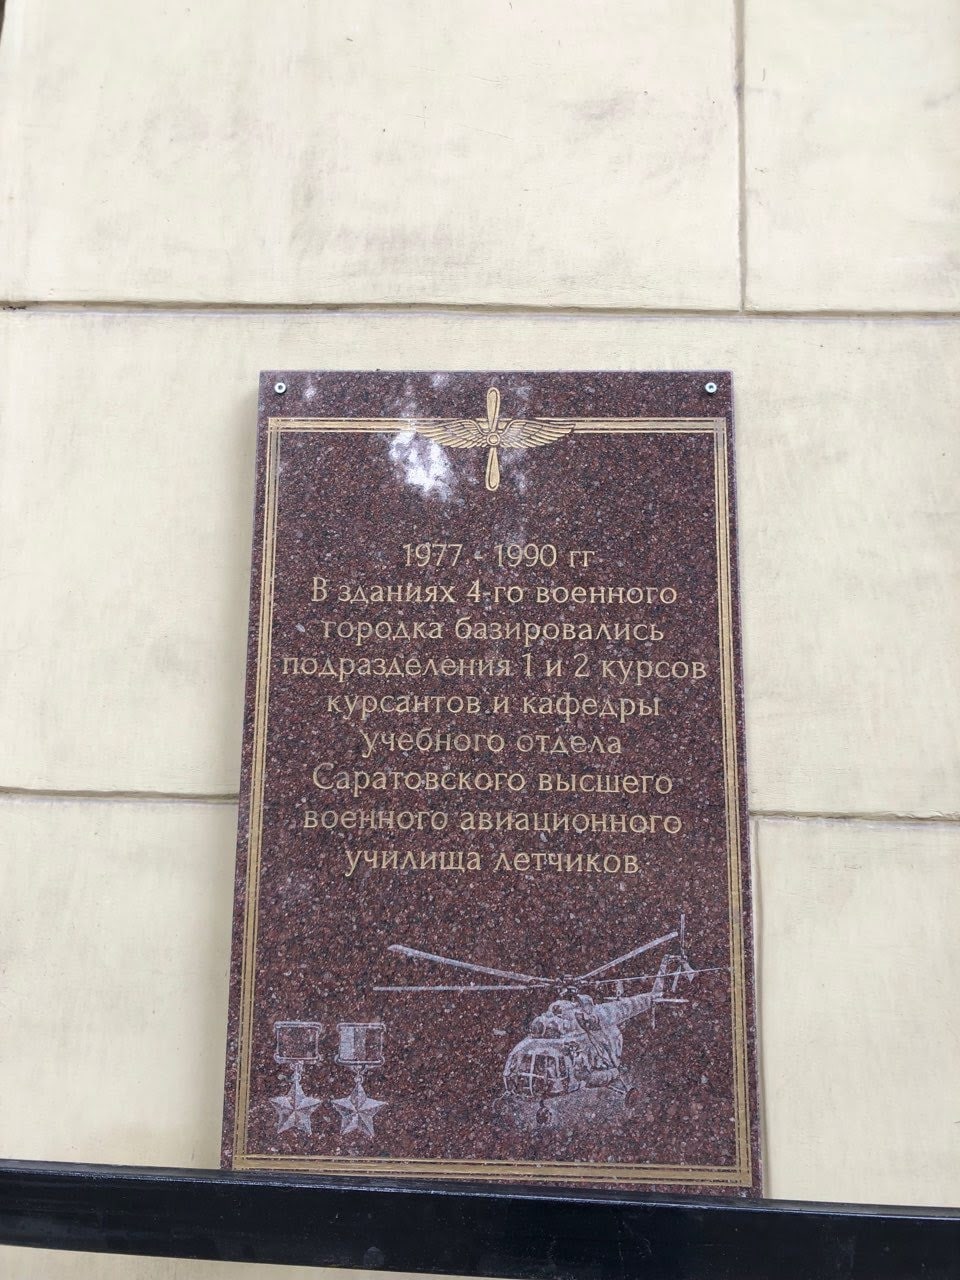 1977 - 1990 гг
В зданиях 4-го военного
городка базировались
подразделения 1 и 2 курсов
курсантов и кафедры
учебного отдела
Саратовского высшего
военного авиационного
училища летчиков